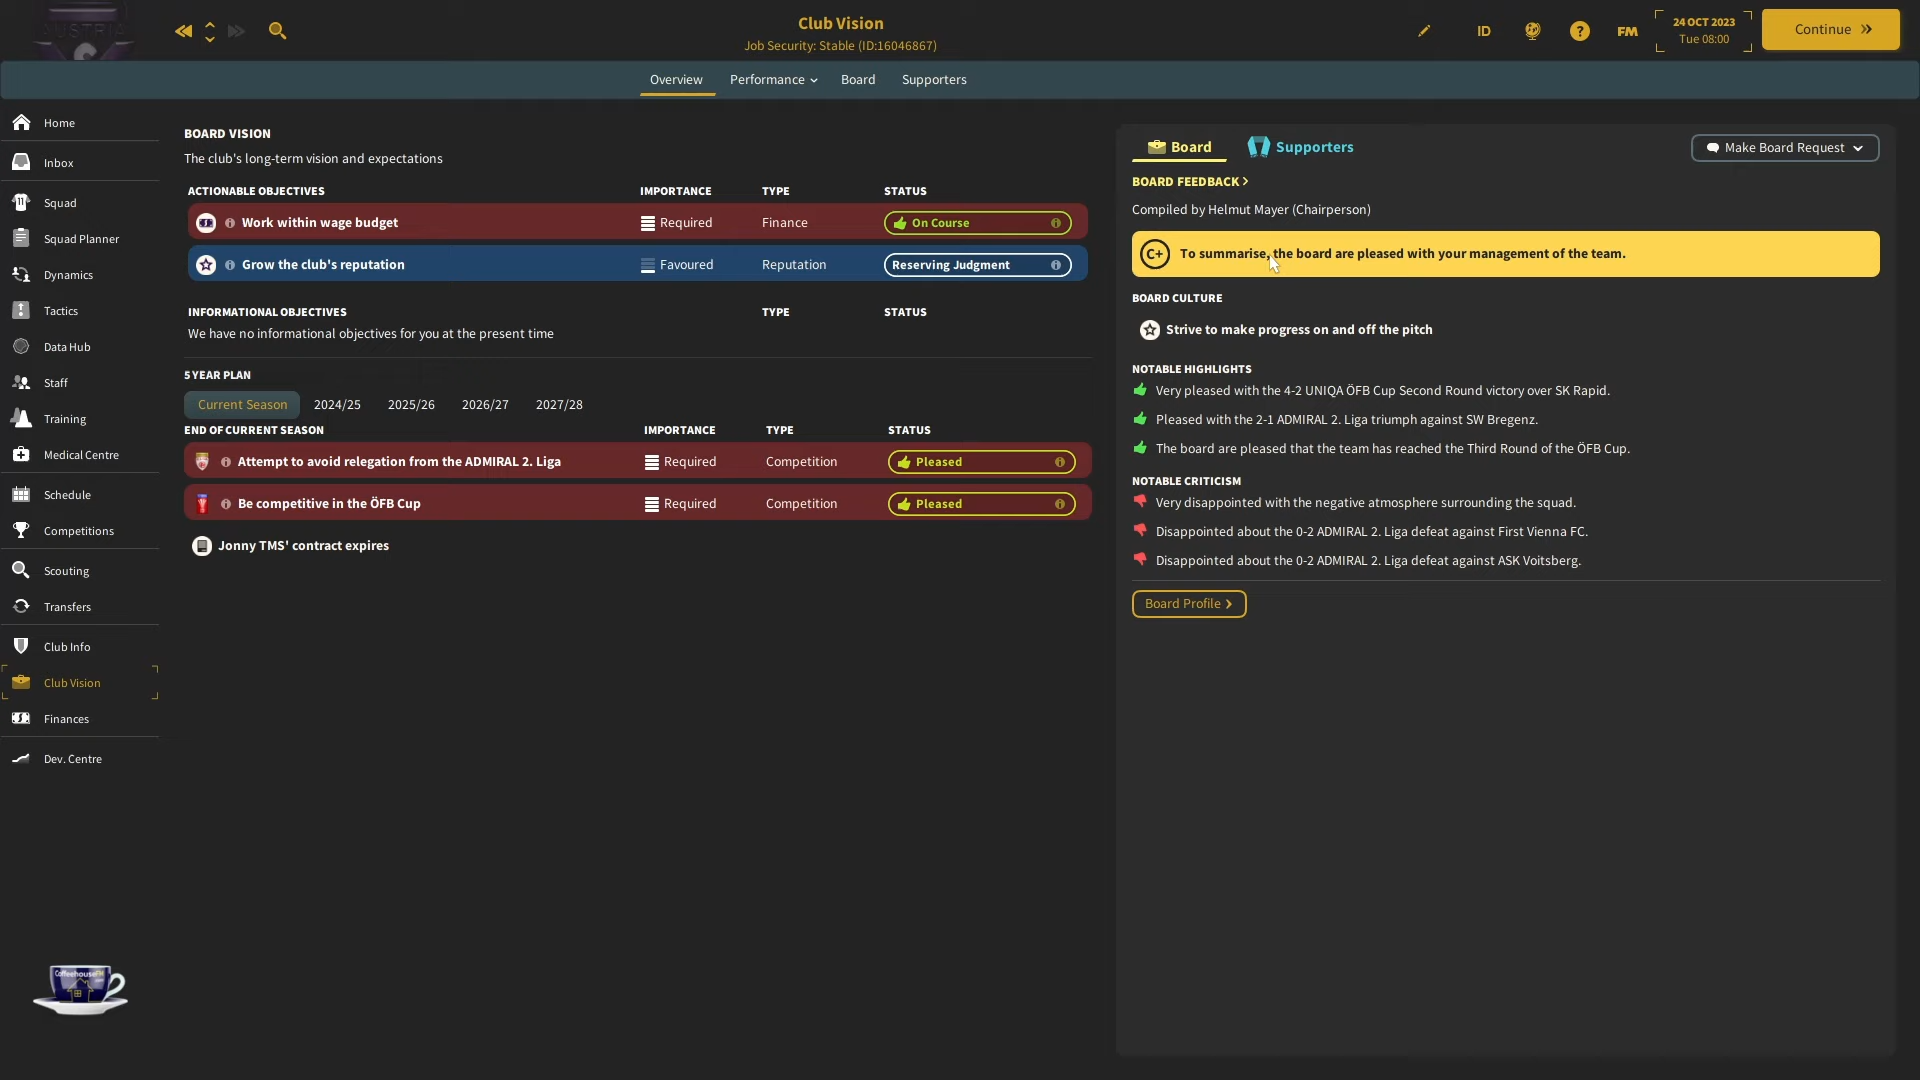 AUSTRIA
Club Vision
Job Security: Stable (ID:16046867)
ID
FM
24 OCT 2023
Tue 08:00
Continue
Overview
Performance
Board
Supporters
Home
Inbox
Squad
Squad Planner
Dynamics
Tactics
Data Hub
Staff
Training
Medical Centre
Schedule
Competitions
Scouting
Transfers
Club Info
Club Vision
Finances
Dev. Centre
CoffeehouseFM
BOARD VISION
The club's long-term vision and expectations
ACTIONABLE OBJECTIVES IMPORTANCE TYPE STATUS
Work within wage budget Required Finance On Course
Grow the club's reputation Favoured Reputation Reserving Judgment
INFORMATIONAL OBJECTIVES TYPE STATUS
We have no informational objectives for you at the present time
5 YEAR PLAN
Current Season 2024/25 2025/26 2026/27 2027/28
END OF CURRENT SEASON IMPORTANCE TYPE STATUS
Attempt to avoid relegation from the ADMIRAL 2. Liga Required Competition Pleased
Be competitive in the ÖFB Cup Required Competition Pleased
Jonny TMS' contract expires
Board Supporters Make Board Request
BOARD FEEDBACK >
Compiled by Helmut Mayer (Chairperson)
C+ To summarise, the board are pleased with your management of the team.
BOARD CULTURE
Strive to make progress on and off the pitch
NOTABLE HIGHLIGHTS
Very pleased with the 4-2 UNIQA ÖFB Cup Second Round victory over SK Rapid.
Pleased with the 2-1 ADMIRAL 2. Liga triumph against SW Bregenz.
The board are pleased that the team has reached the Third Round of the ÖFB Cup.
NOTABLE CRITICISM
Very disappointed with the negative atmosphere surrounding the squad.
Disappointed about the 0-2 ADMIRAL 2. Liga defeat against First Vienna FC.
Disappointed about the 0-2 ADMIRAL 2. Liga defeat against ASK Voitsberg.
Board Profile >